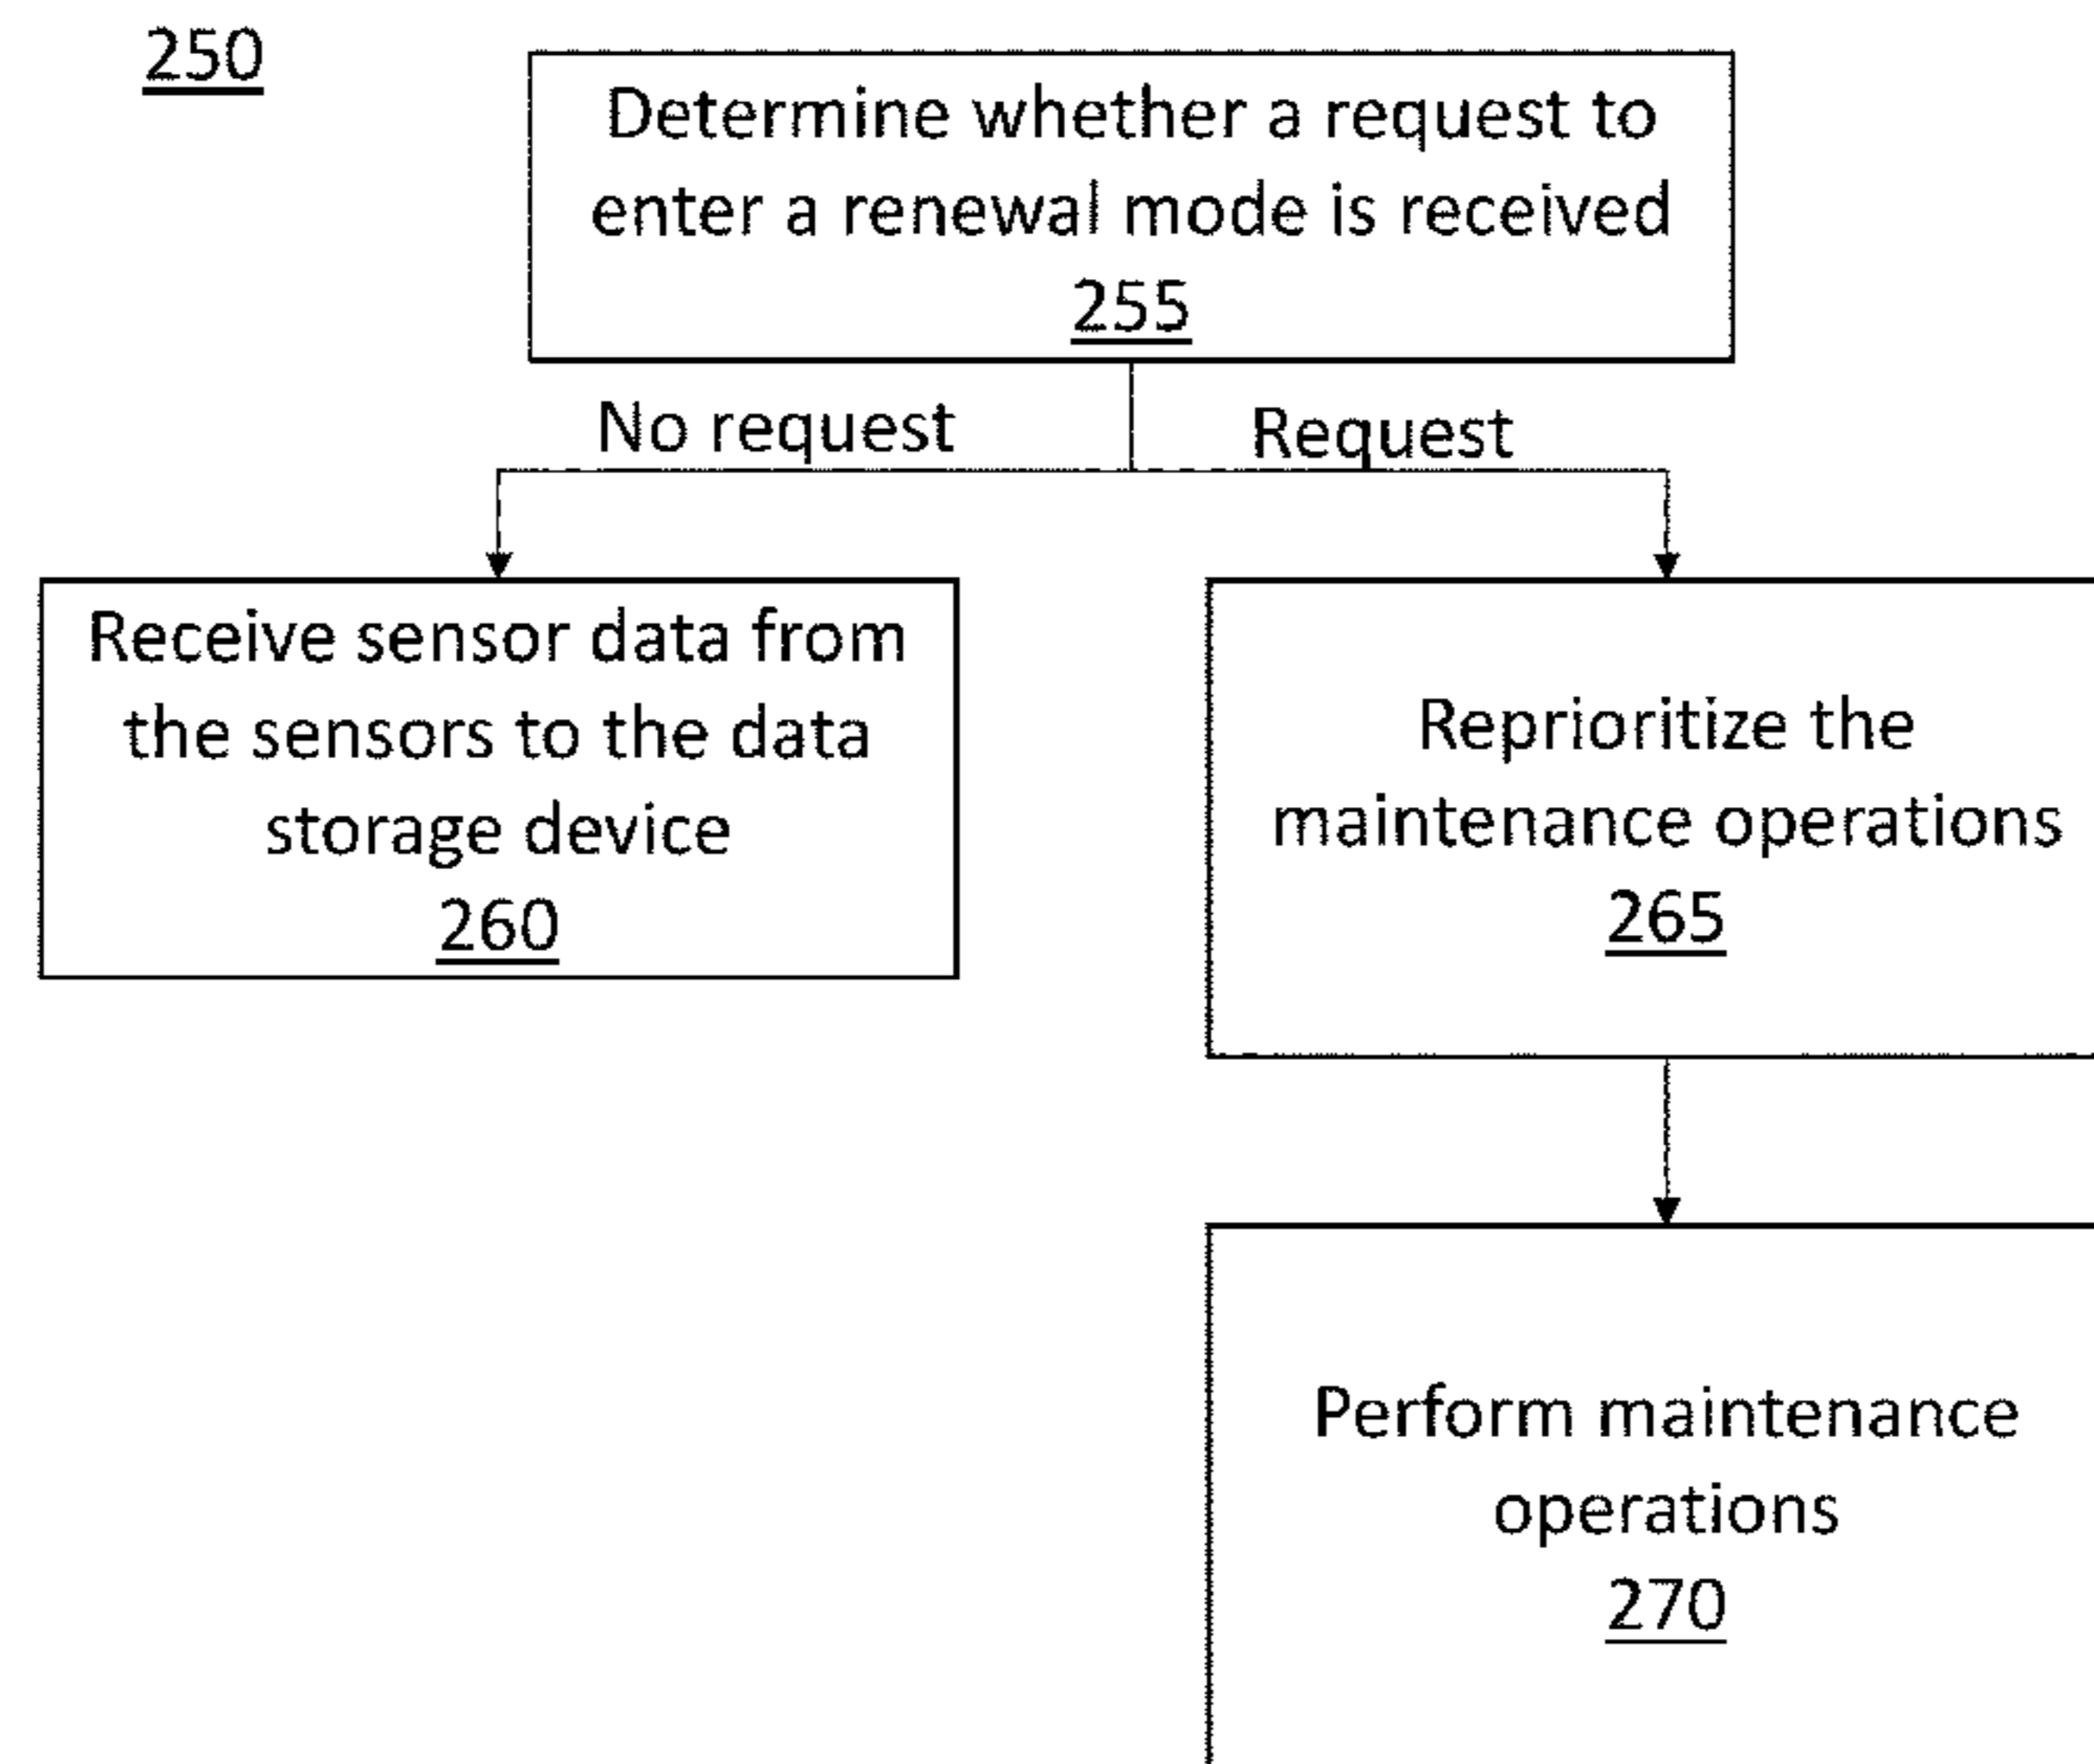 250
Determine whether a request to
enter a renewal mode is received
255
No request
Request
Receive sensor data from
the sensors to the data
storage device
260
Reprioritize the
maintenance operations
265
Perform maintenance
operations
270